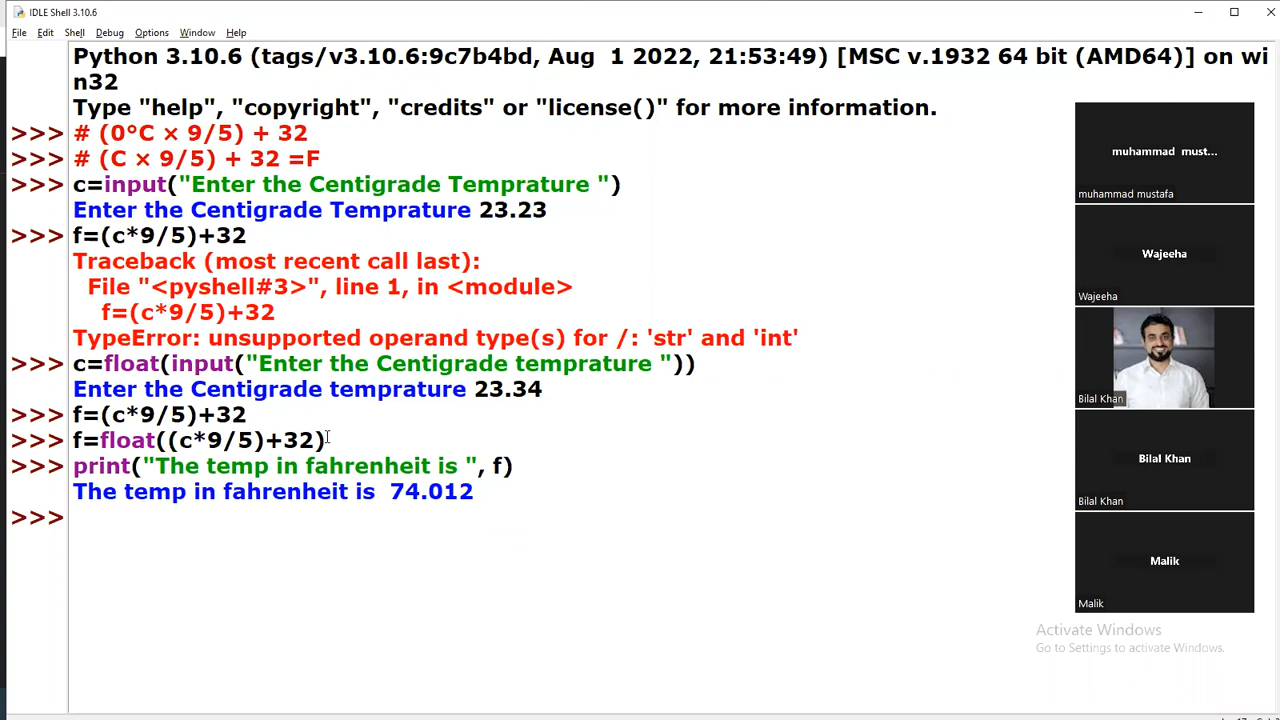 IDLE Shell 3.10.6
File Edit Shell Debug Options Window Help
Python 3.10.6 (tags/v3.10.6:9c7b4bd, Aug  1 2022, 21:53:49) [MSC v.1932 64 bit (AMD64)] on wi
n32
Type "help", "copyright", "credits" or "license()" for more information.
>>> # (0°C × 9/5) + 32
>>> # (C × 9/5) + 32 =F
>>> c=input("Enter the Centigrade Temprature ")
Enter the Centigrade Temprature 23.23
>>> f=(c*9/5)+32
Traceback (most recent call last):
  File "<pyshell#3>", line 1, in <module>
    f=(c*9/5)+32
TypeError: unsupported operand type(s) for /: 'str' and 'int'
>>> c=float(input("Enter the Centigrade temprature "))
Enter the Centigrade temprature 23.34
>>> f=(c*9/5)+32
>>> f=float((c*9/5)+32)
>>> print("The temp in fahrenheit is ", f)
The temp in fahrenheit is  74.012
>>>
muhammad must...
muhammad mustafa
Wajeeha
Wajeeha
Bilal Khan
Bilal Khan
Bilal Khan
Malik
Malik
Activate Windows
Go to Settings to activate Windows.